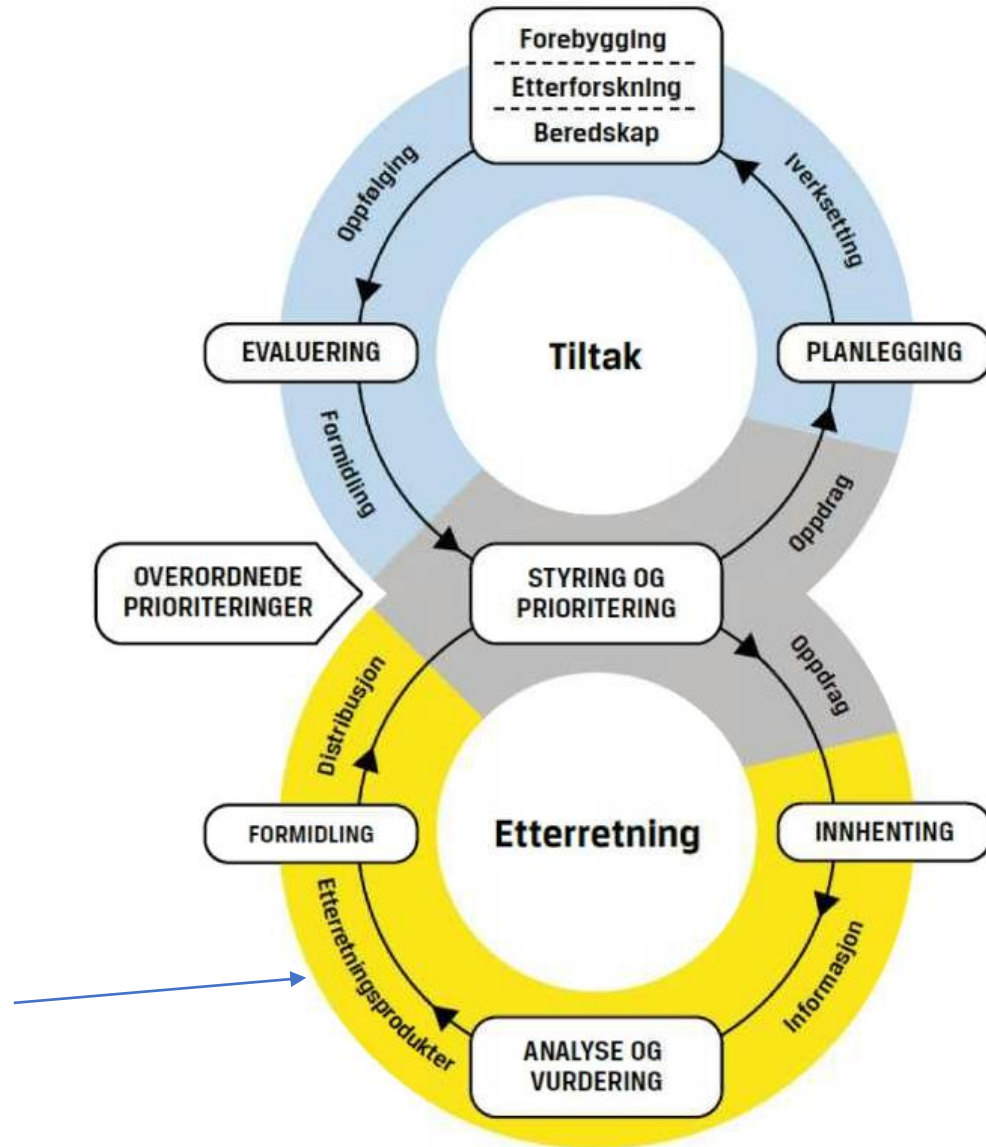 Forebygging
Etterforskning
Beredskap
Oppfølging
Iverksetting
EVALUERING
Tiltak
PLANLEGGING
Formidling
Oppdrag
OVERORDNEDE
PRIORITERINGER
STYRING OG
PRIORITERING
Distribusjon
Oppdrag
FORMIDLING
Etterretning
INNHENTING
Etterretningsprodukter
Informasjon
ANALYSE OG
VURDERING